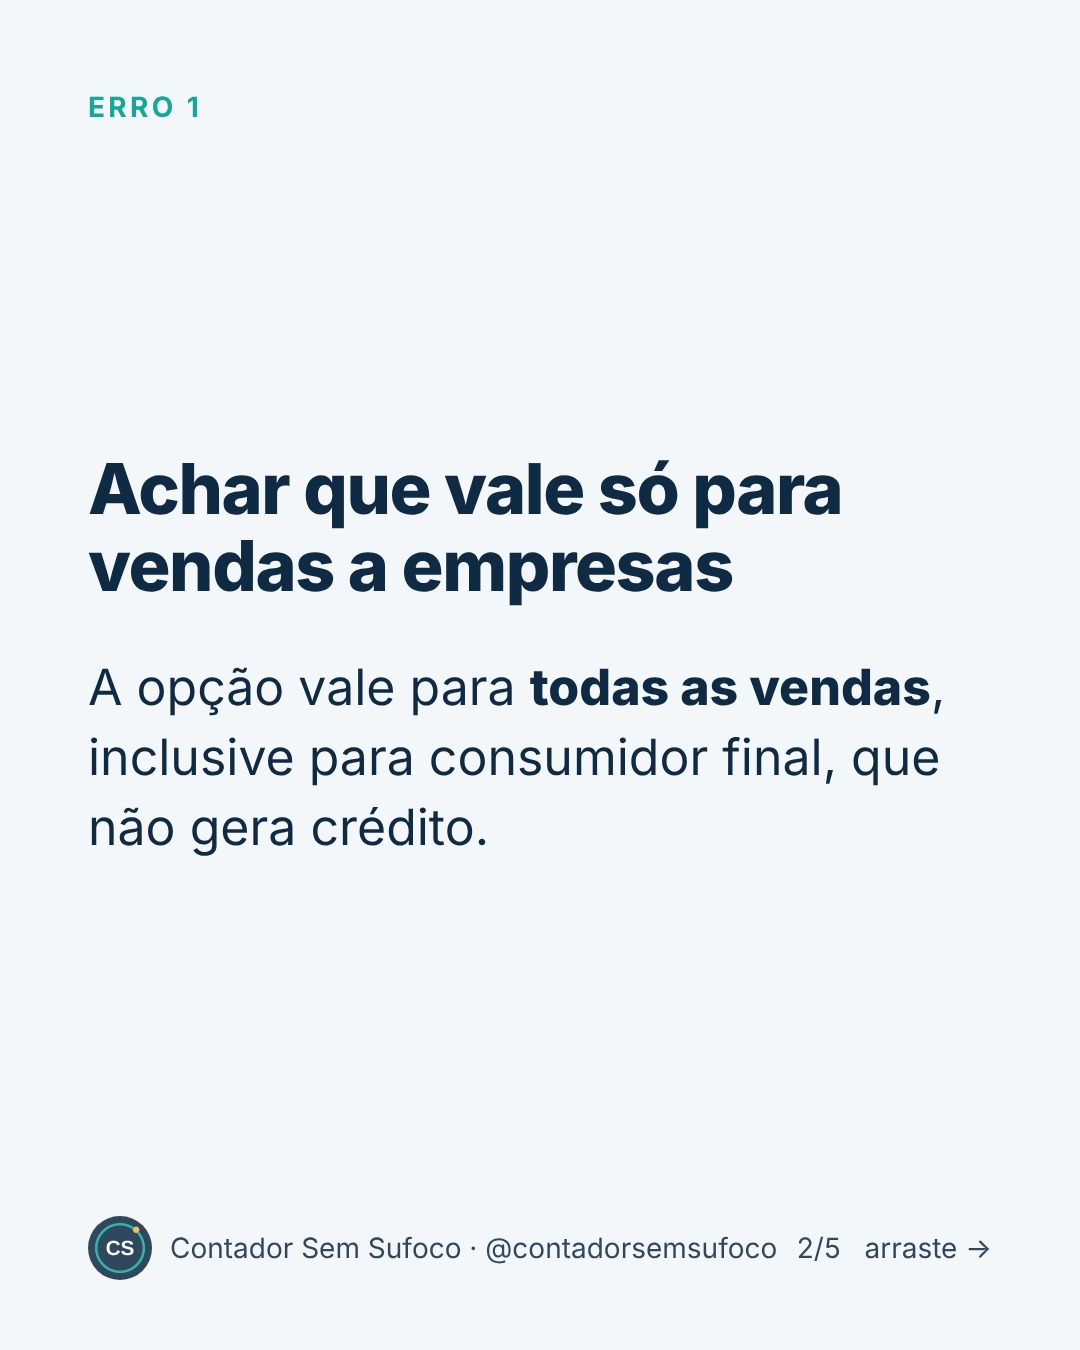 ERRO 1
Achar que vale só para
vendas a empresas
A opção vale para todas as vendas,
inclusive para consumidor final, que
não gera crédito.
CS Contador Sem Sufoco · @contadorsemsufoco 2/5 arraste →